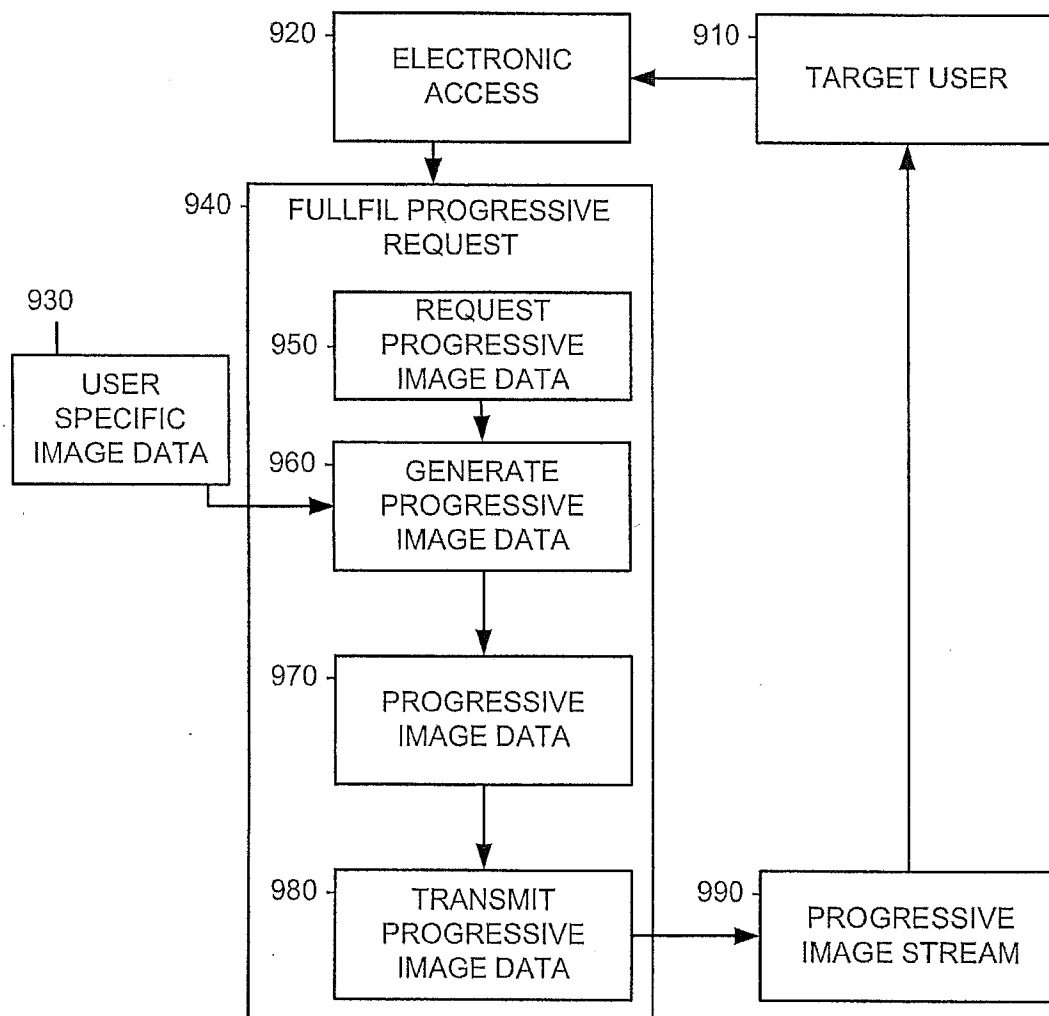 920
ELECTRONIC
ACCESS
910
TARGET USER
940
FULLFIL PROGRESSIVE
REQUEST
930
USER
SPECIFIC
IMAGE DATA
950
REQUEST
PROGRESSIVE
IMAGE DATA
960
GENERATE
PROGRESSIVE
IMAGE DATA
970
PROGRESSIVE
IMAGE DATA
980
TRANSMIT
PROGRESSIVE
IMAGE DATA
990
PROGRESSIVE
IMAGE STREAM